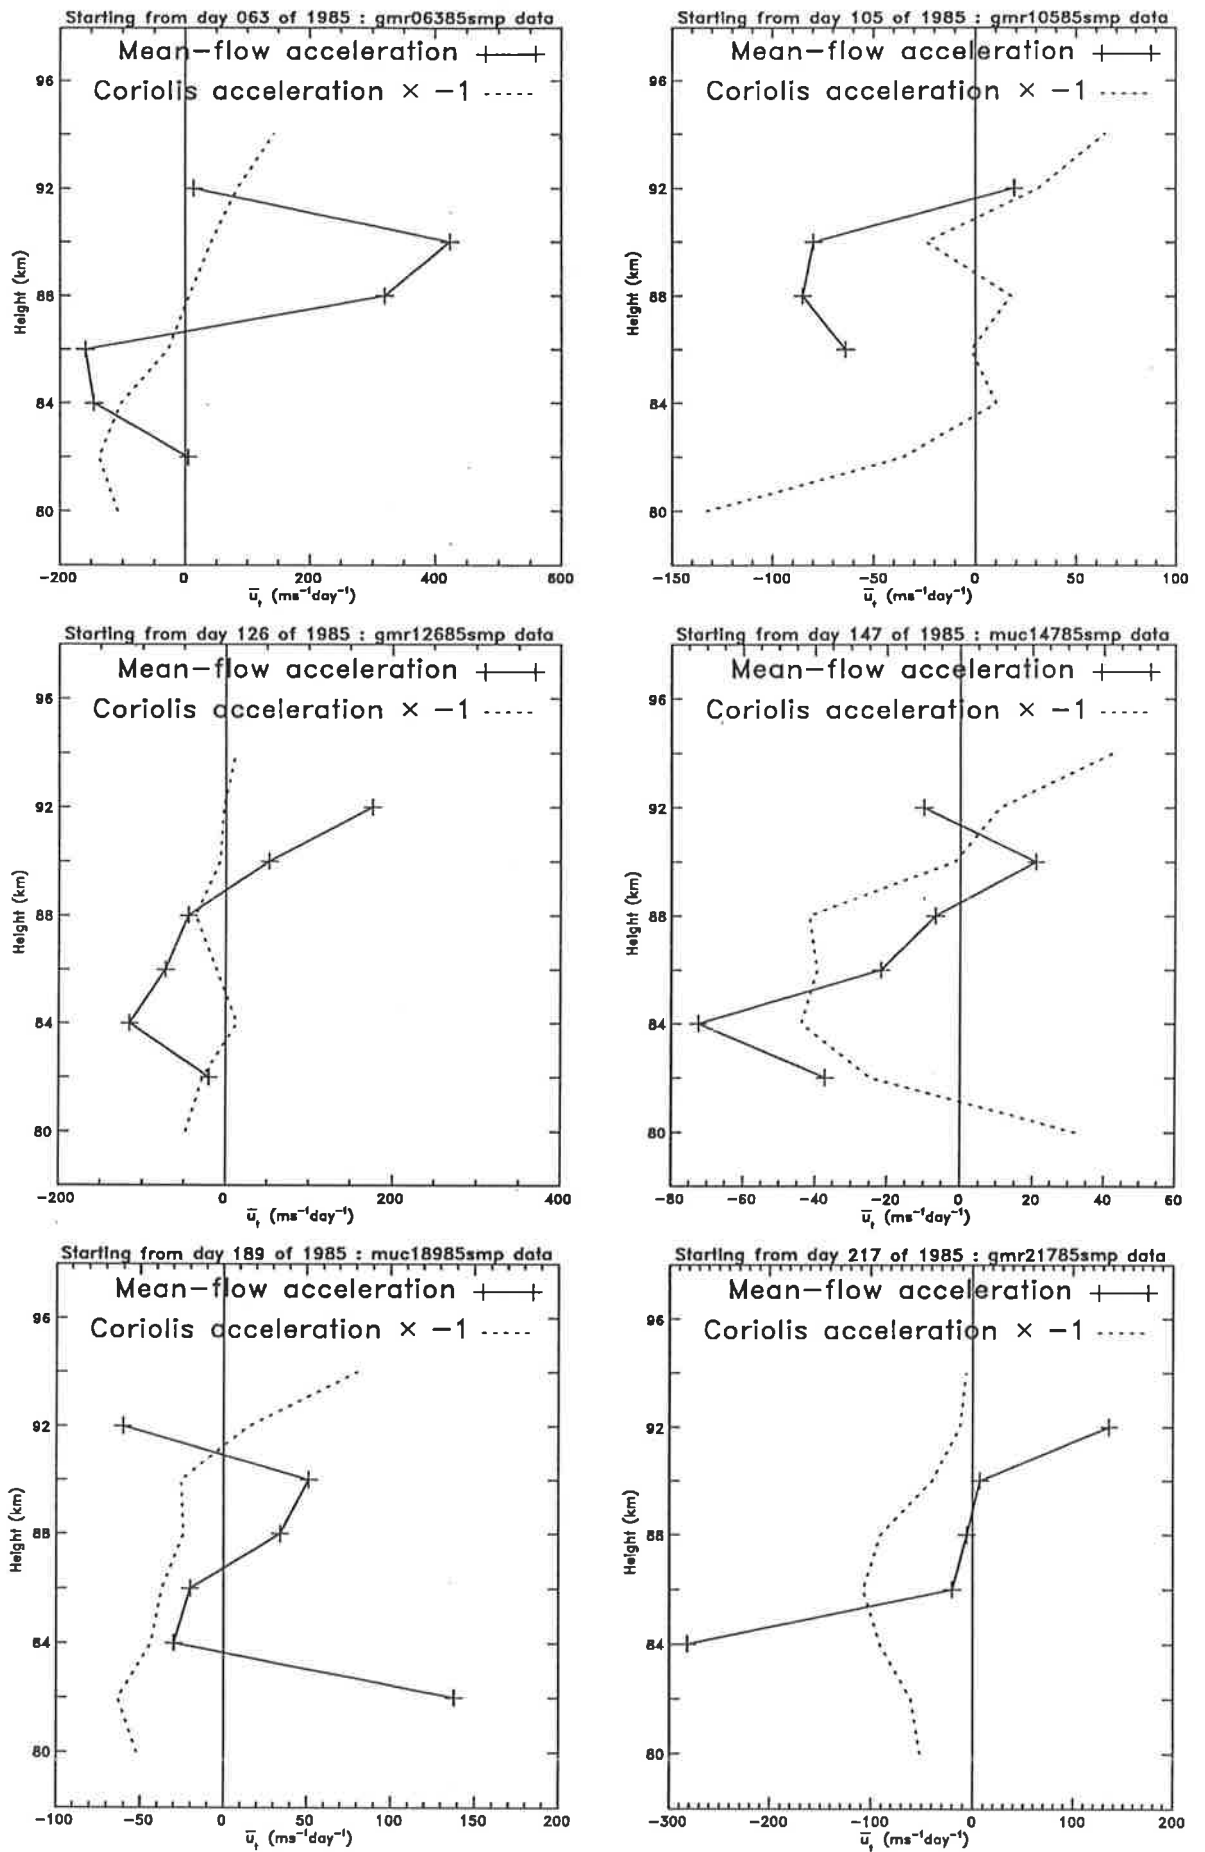 Starting from day 063 of 1985 : gmr06385smp data
Mean-flow acceleration
Coriolis acceleration × -1
96
92
88
84
80
Height (km)
-200 0 200 400 600
ū_t (ms⁻¹day⁻¹)
Starting from day 105 of 1985 : gmr10585smp data
Mean-flow acceleration
Coriolis acceleration × -1
96
92
88
84
80
Height (km)
-150 -100 -50 0 50 100
ū_t (ms⁻¹day⁻¹)
Starting from day 126 of 1985 : gmr12685smp data
Mean-flow acceleration
Coriolis acceleration × -1
96
92
88
84
80
Height (km)
-200 0 200 400
ū_t (ms⁻¹day⁻¹)
Starting from day 147 of 1985 : muc14785smp data
Mean-flow acceleration
Coriolis acceleration × -1
96
92
88
84
80
Height (km)
-80 -60 -40 -20 0 20 40 60
ū_t (ms⁻¹day⁻¹)
Starting from day 189 of 1985 : muc18985smp data
Mean-flow acceleration
Coriolis acceleration × -1
96
92
88
84
80
Height (km)
-100 -50 0 50 100 150 200
ū_t (ms⁻¹day⁻¹)
Starting from day 217 of 1985 : gmr21785smp data
Mean-flow acceleration
Coriolis acceleration × -1
96
92
88
84
80
Height (km)
-300 -200 -100 0 100 200
ū_t (ms⁻¹day⁻¹)